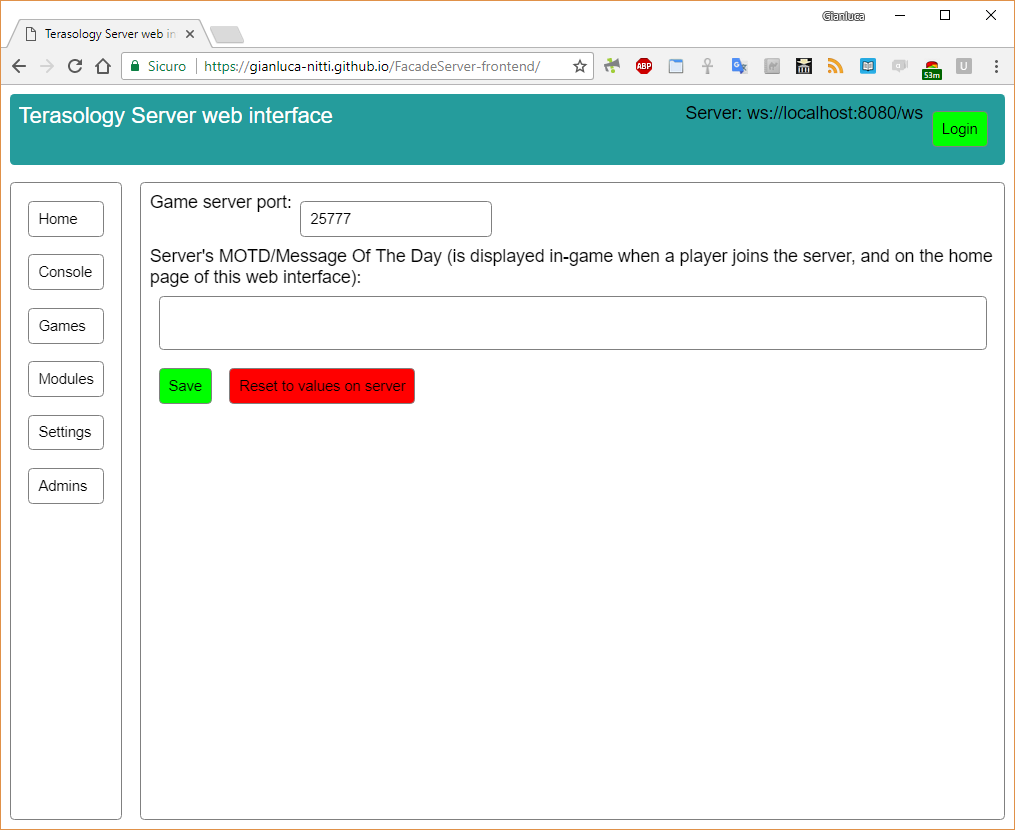 Gianluca
Terasology Server web in
Sicuro
https://gianluca-nitti.github.io/FacadeServer-frontend/
ABP
G
53m
U
Terasology Server web interface
Server: ws://localhost:8080/ws
Login
Home
Console
Games
Modules
Settings
Admins
Game server port:
25777
Server's MOTD/Message Of The Day (is displayed in-game when a player joins the server, and on the home
page of this web interface):
Save
Reset to values on server